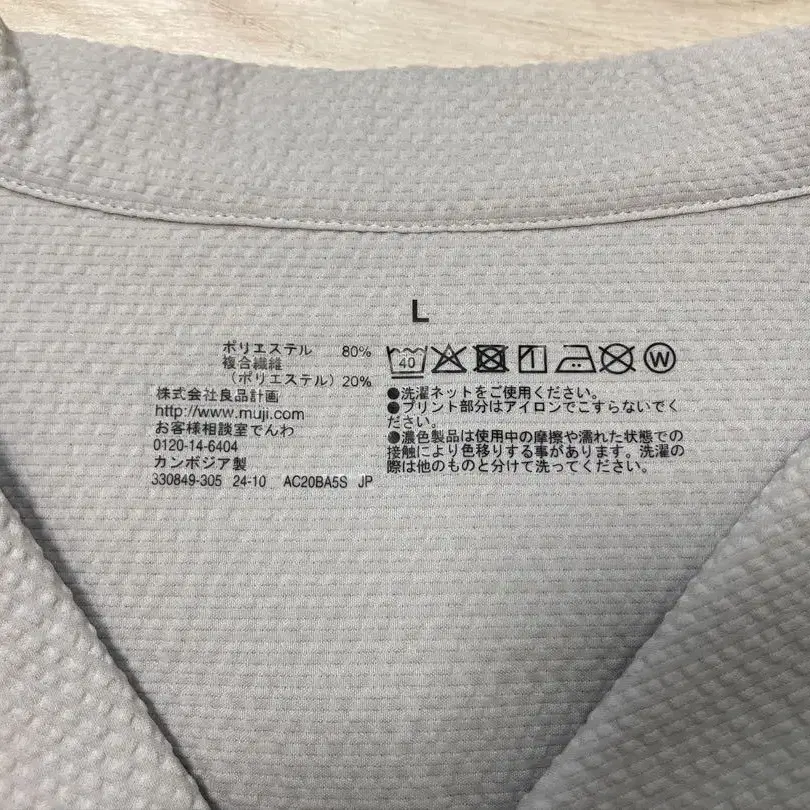 L
ポリエステル 80%
複合繊維
(ポリエステル) 20%
株式会社良品計画
http://www.muji.com
お客様相談室でんわ
0120-14-6404
カンボジア製
330849-305 24-10 AC20BA5S JP
40
W
●洗濯ネットをご使用ください。
●プリント部分はアイロンでこすらないでく
ださい。
●濃色製品は使用中の摩擦や濡れた状態での
接触により色移りする事があります。洗濯の
際は他のものと分けて洗ってください。